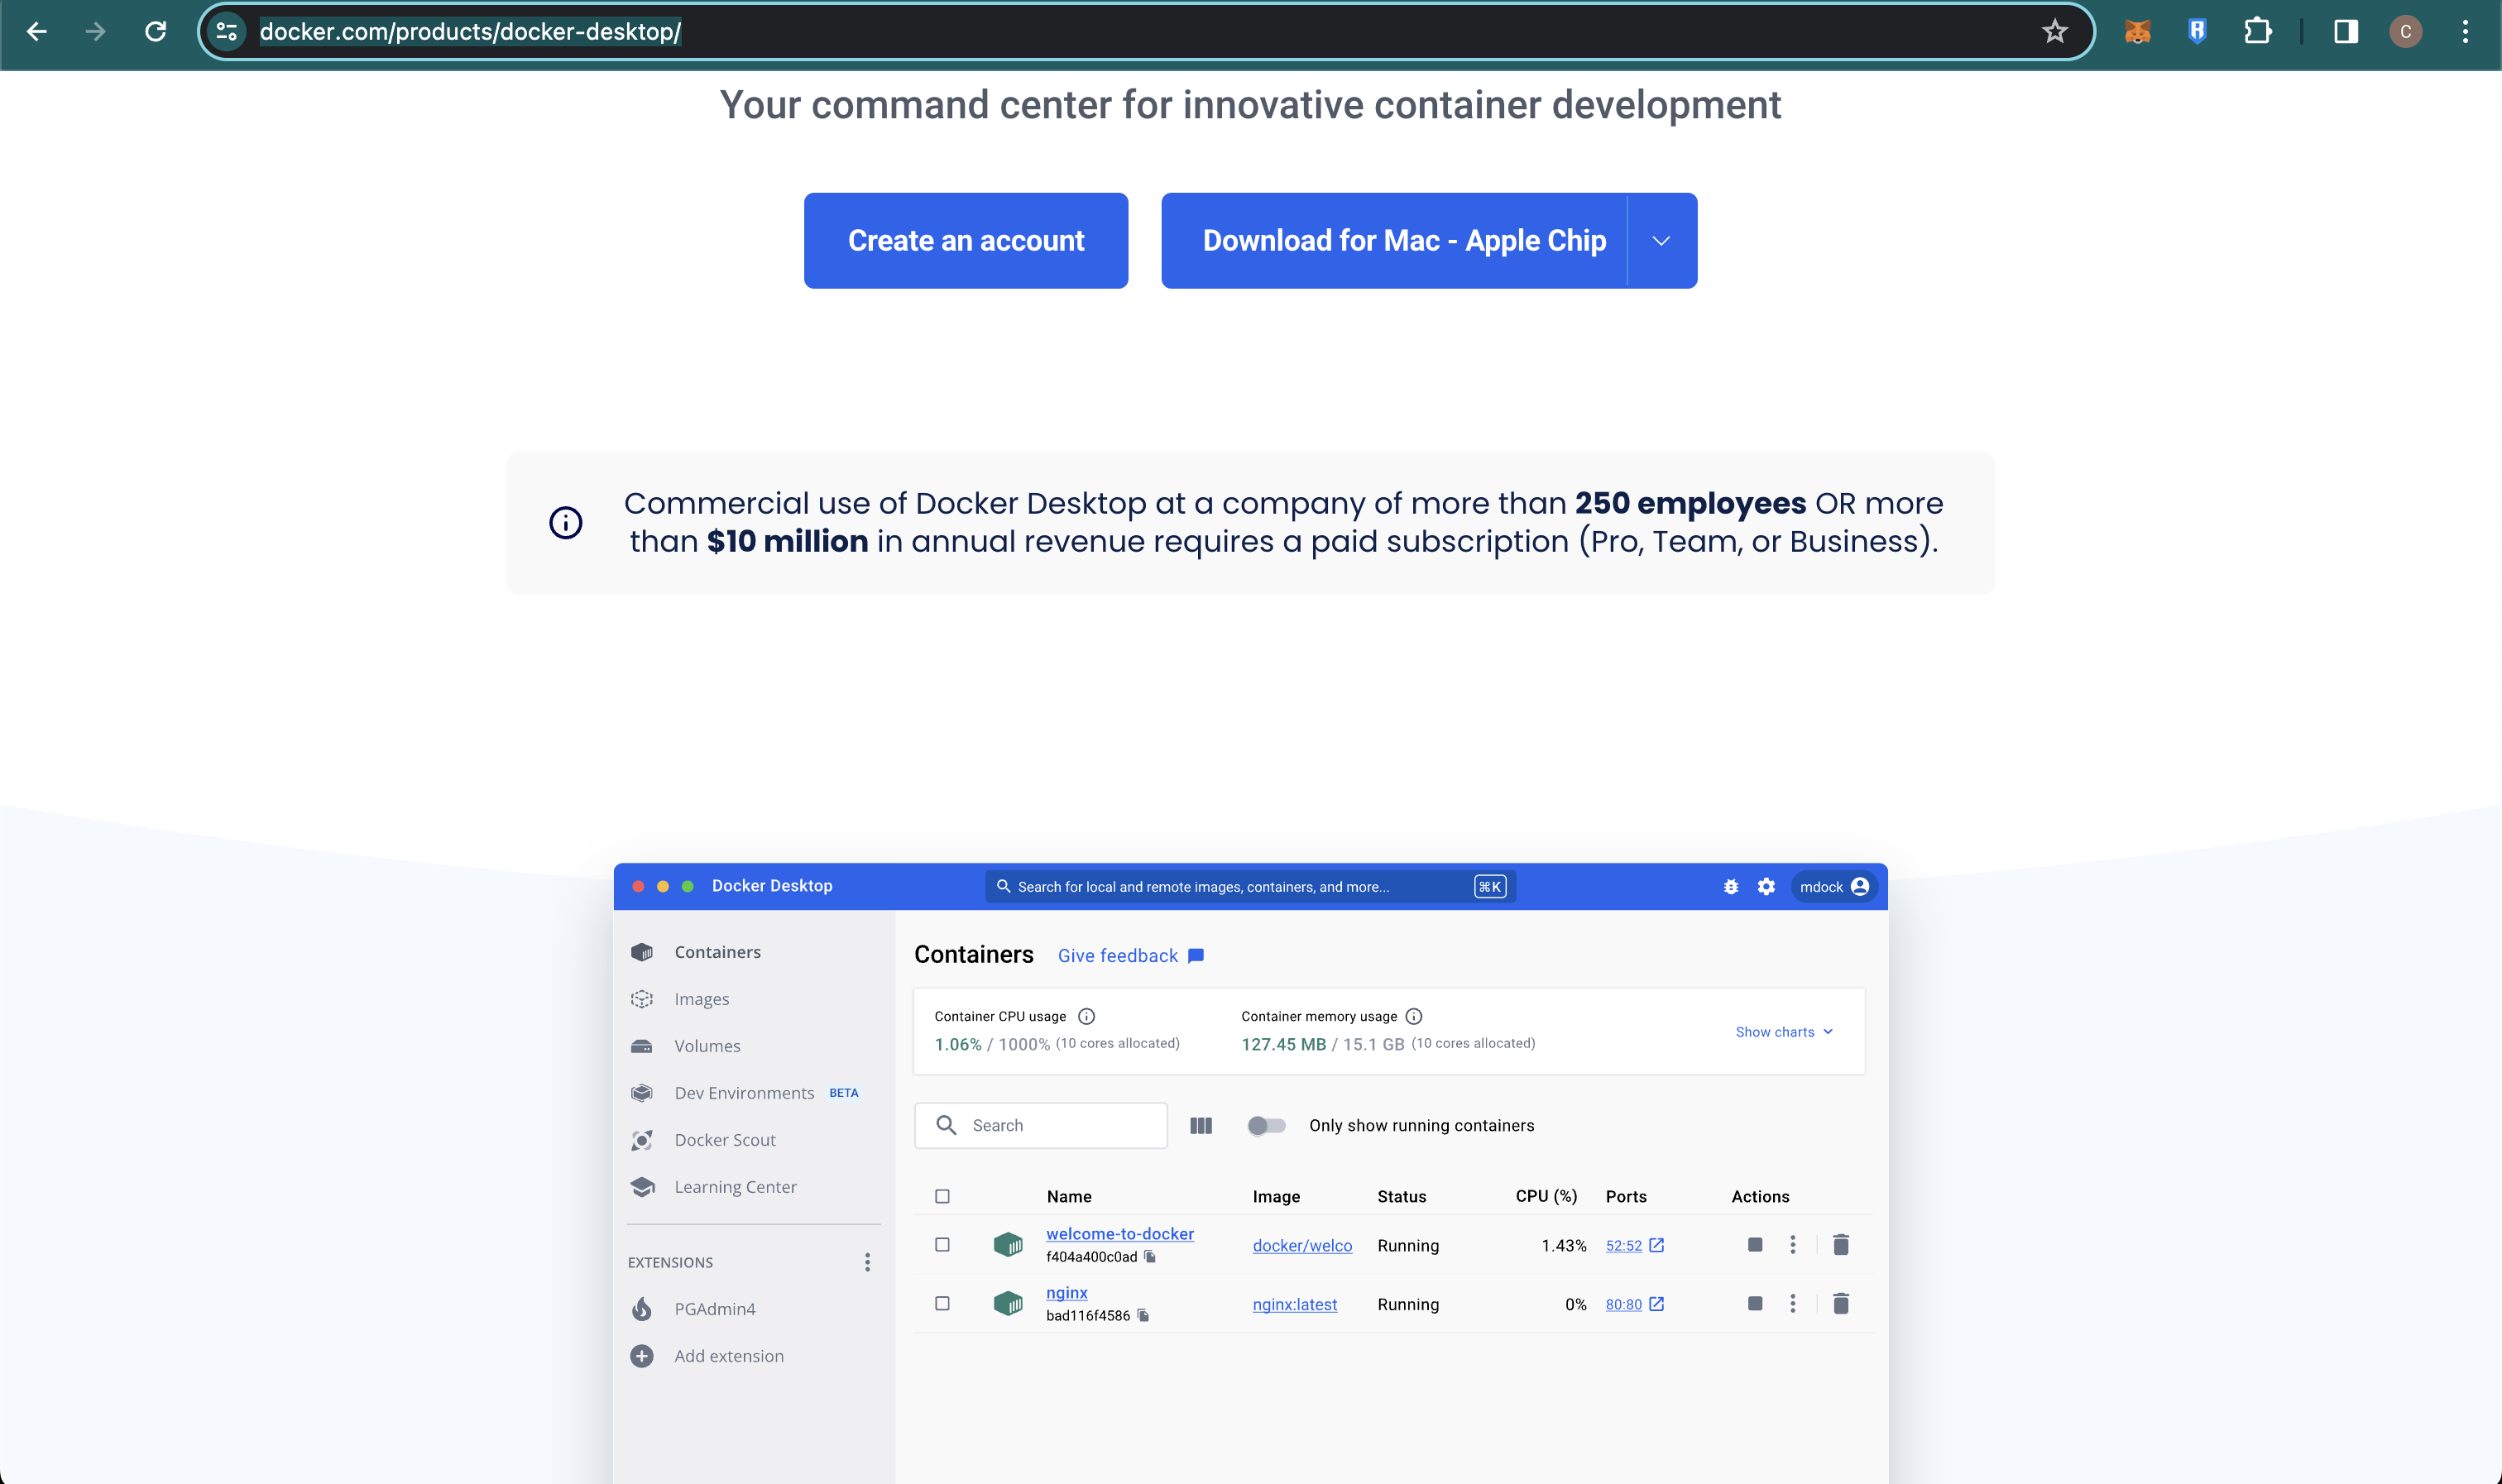 docker.com/products/docker-desktop/
C
Your command center for innovative container development
Create an account
Download for Mac - Apple Chip
Commercial use of Docker Desktop at a company of more than 250 employees OR more
than $10 million in annual revenue requires a paid subscription (Pro, Team, or Business).
Docker Desktop
Search for local and remote images, containers, and more...
⌘K
mdock
Containers
Images
Volumes
Dev Environments BETA
Docker Scout
Learning Center
EXTENSIONS
PGAdmin4
Add extension
Containers Give feedback
Container CPU usage
1.06% / 1000% (10 cores allocated)
Container memory usage
127.45 MB / 15.1 GB (10 cores allocated)
Show charts
Search
Only show running containers
Name Image Status CPU (%) Ports Actions
welcome-to-docker
f404a400c0ad
docker/welco Running 1.43% 52:52
nginx
bad116f4586
nginx:latest Running 0% 80:80